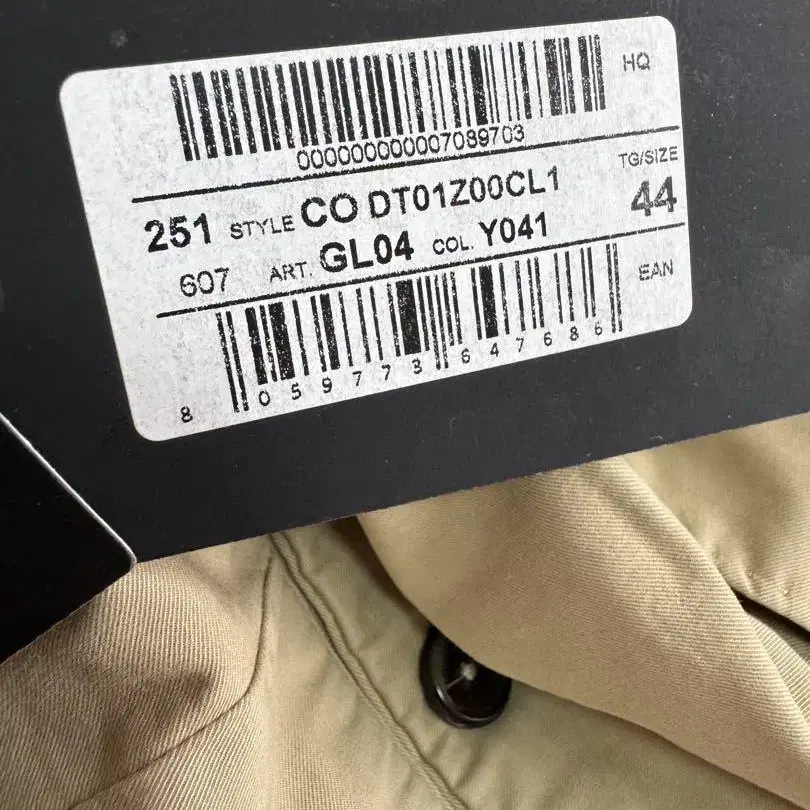 HQ
000000000007089703
251 STYLE CO DT01Z00CL1 TG/SIZE 44
607 ART. GL04 COL. Y041
EAN
8 059773 647686